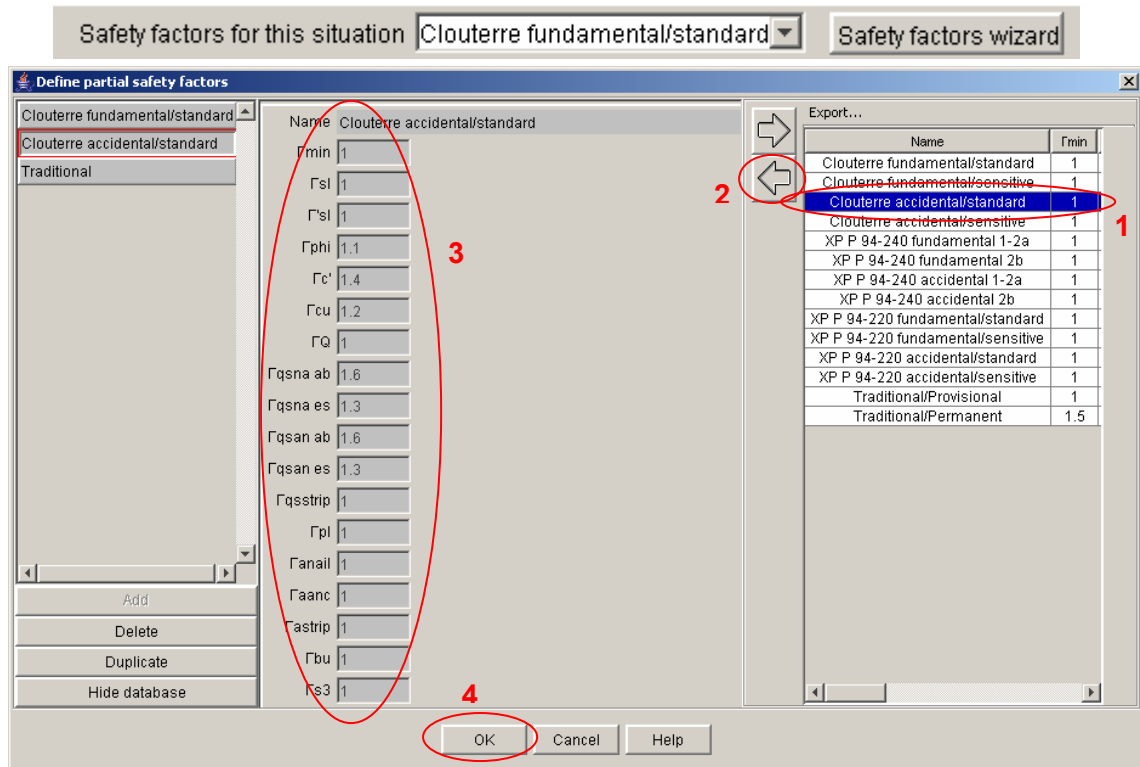 Safety factors for this situation Clouterre fundamental/standard Safety factors wizard
Define partial safety factors
Clouterre fundamental/standard
Clouterre accidental/standard
Traditional
Add
Delete
Duplicate
Hide database
Name Clouterre accidental/standard
Γmin 1
Γsl 1
Γ'sl 1
Γphi 1.1
Γc' 1.4
Γcu 1.2
ΓQ 1
Γqsna ab 1.6
Γqsna es 1.3
Γqsan ab 1.6
Γqsan es 1.3
Γqsstrip 1
Γpl 1
Γanail 1
Γaanc 1
Γastrip 1
Γbu 1
Γs3 1
3
2
Export...
Name Γmin
Clouterre fundamental/standard 1
Clouterre fundamental/sensitive 1
Clouterre accidental/standard 1
Clouterre accidental/sensitive 1
XP P 94-240 fundamental 1-2a 1
XP P 94-240 fundamental 2b 1
XP P 94-240 accidental 1-2a 1
XP P 94-240 accidental 2b 1
XP P 94-220 fundamental/standard 1
XP P 94-220 fundamental/sensitive 1
XP P 94-220 accidental/standard 1
XP P 94-220 accidental/sensitive 1
Traditional/Provisional 1
Traditional/Permanent 1.5
1
4
OK Cancel Help